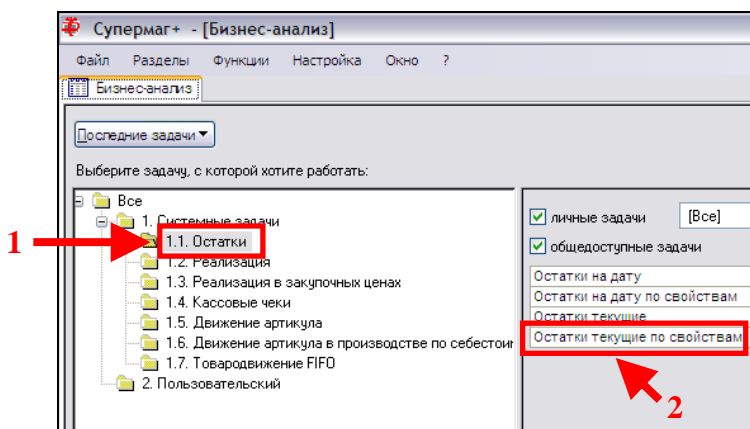 Супермаг+ - [Бизнес-анализ]
Файл Разделы Функции Настройка Окно ?
Бизнес-анализ
Последние задачи
Выберите задачу, с которой хотите работать:
Все
1. Системные задачи
1.1. Остатки
1.2. Реализация
1.3. Реализация в закупочных ценах
1.4. Кассовые чеки
1.5. Движение артикула
1.6. Движение артикула в производстве по себестоим
1.7. Товародвижение FIFO
2. Пользовательский
1
личные задачи [Все]
общедоступные задачи
Остатки на дату
Остатки на дату по свойствам
Остатки текущие
Остатки текущие по свойствам
2